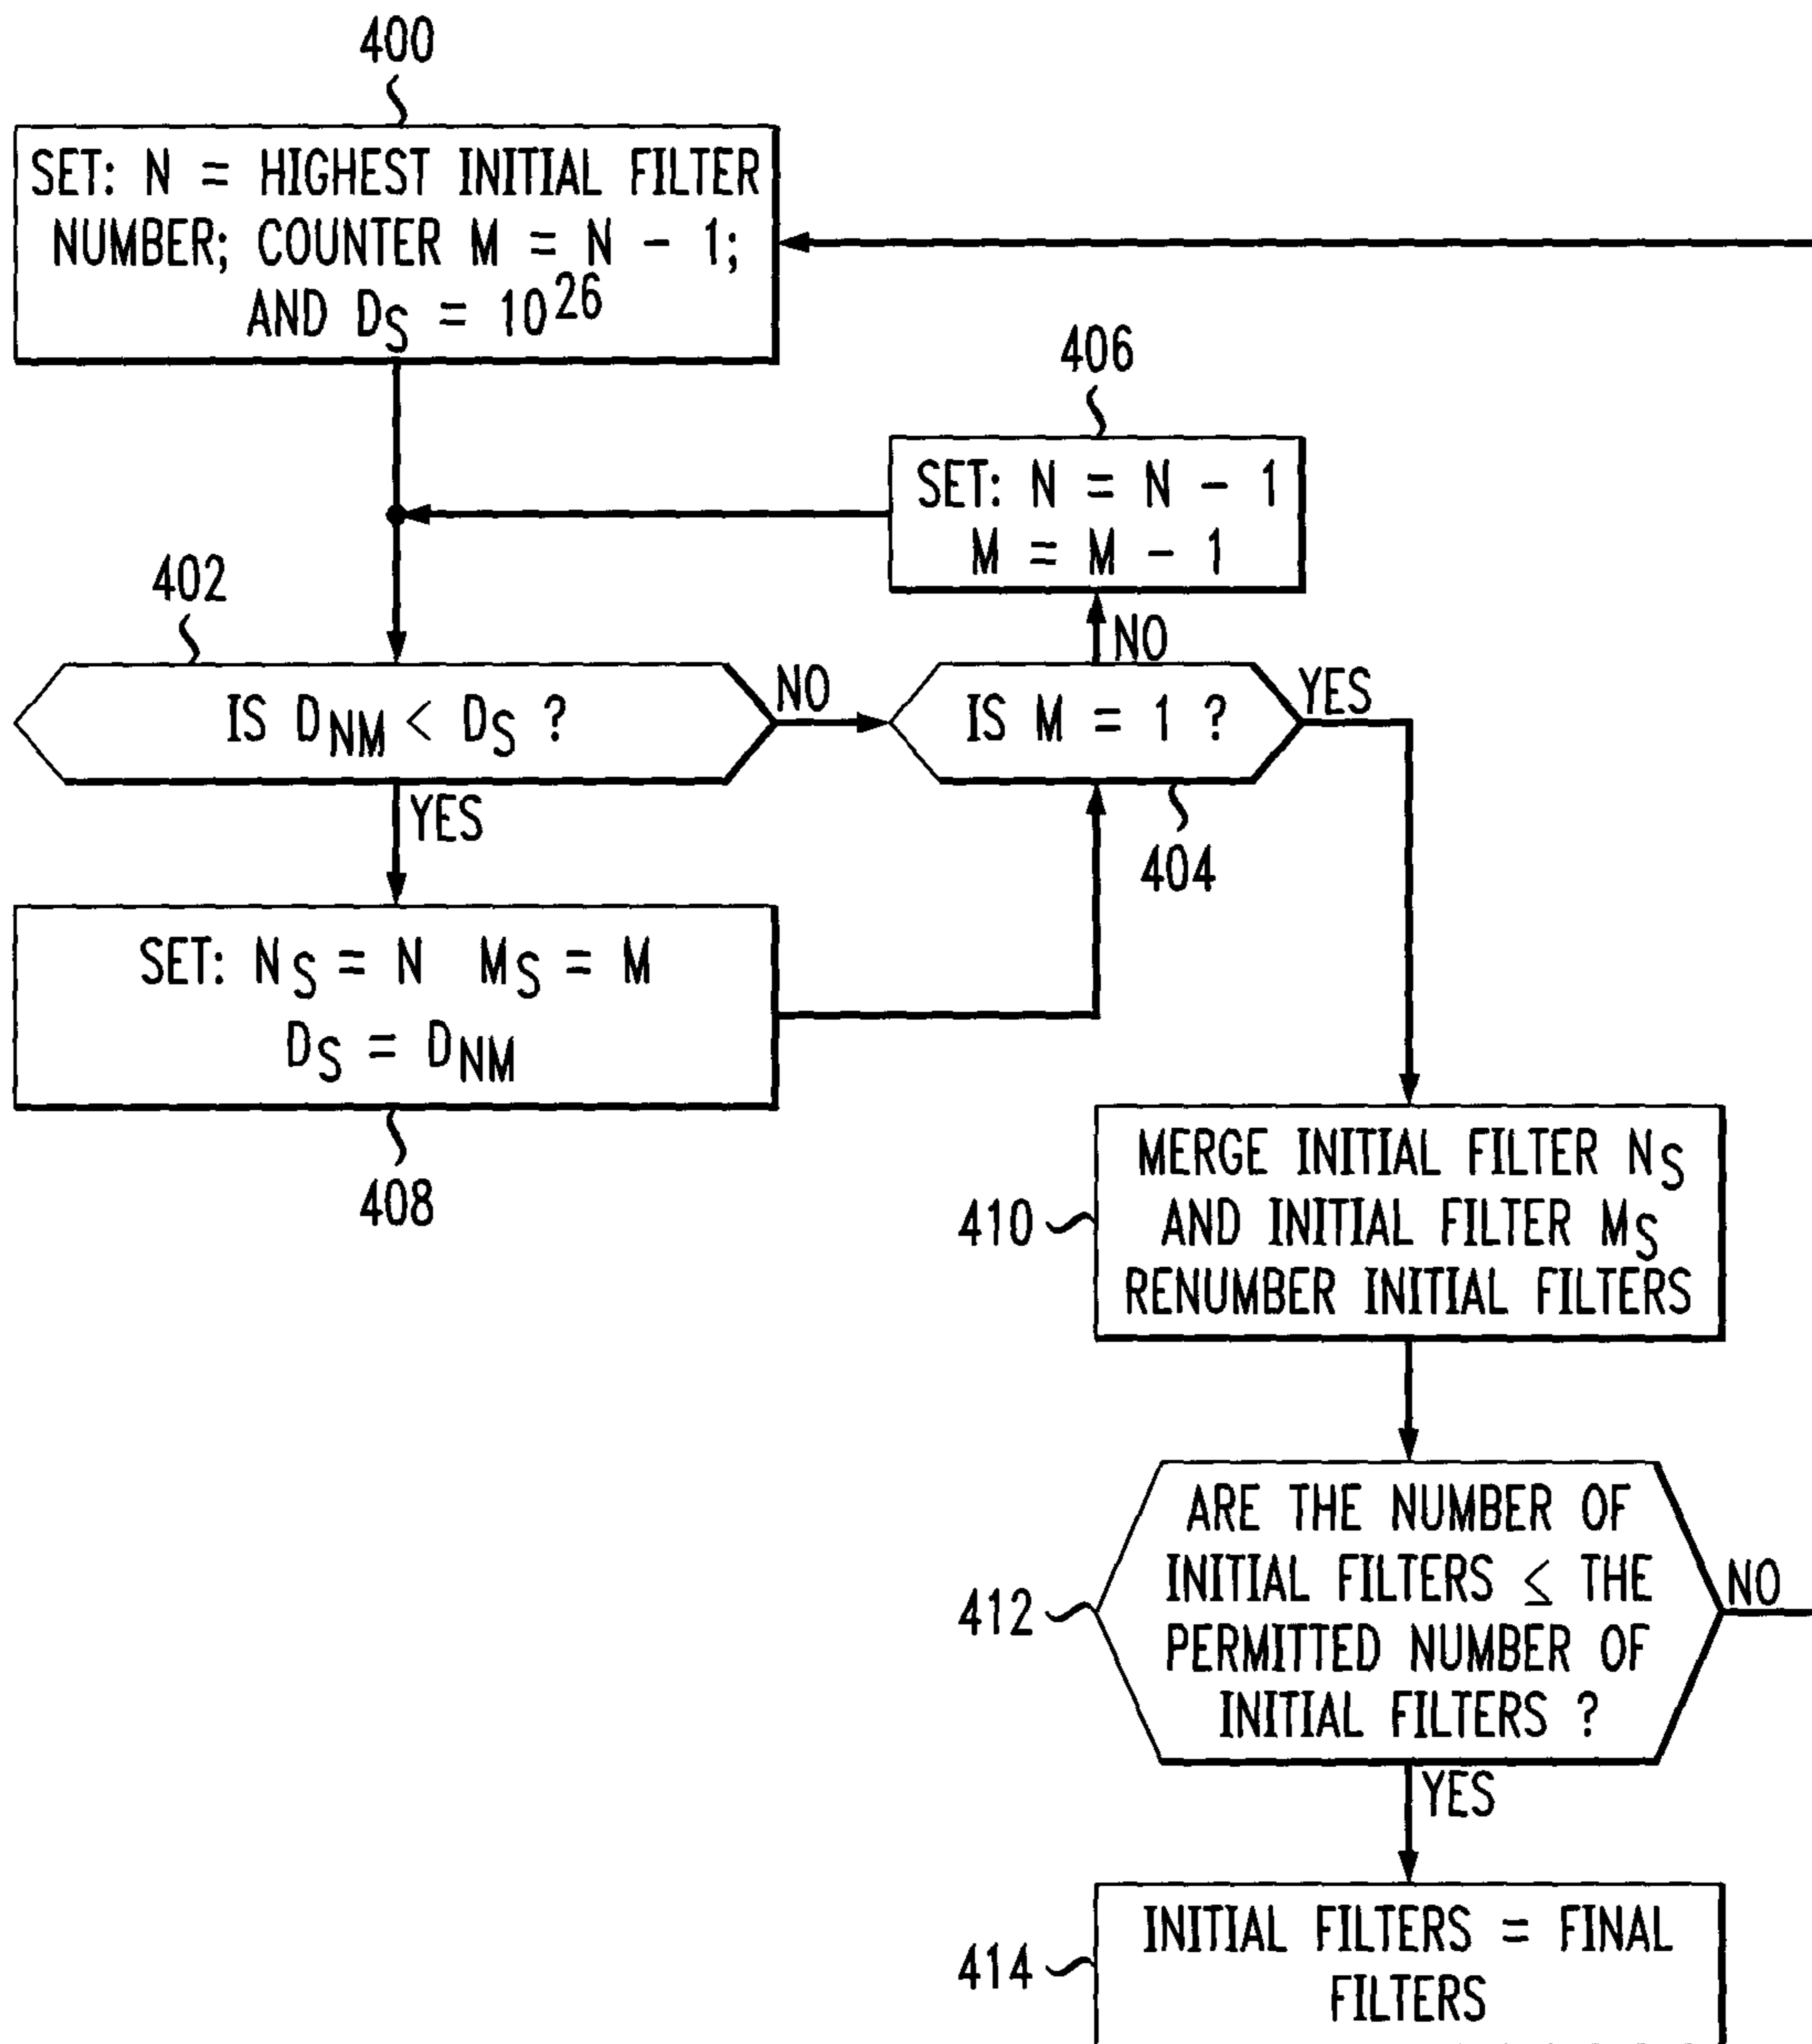 400
SET: N = HIGHEST INITIAL FILTER
NUMBER; COUNTER M = N - 1;
AND DS = 10^26
406
SET: N = N - 1
M = M - 1
402
NO
IS DNM < DS ?
NO
IS M = 1 ?
YES
YES
404
SET: NS = N MS = M
DS = DNM
408
MERGE INITIAL FILTER NS
410
AND INITIAL FILTER MS
RENUMBER INITIAL FILTERS
ARE THE NUMBER OF
INITIAL FILTERS ≤ THE
NO
412
PERMITTED NUMBER OF
INITIAL FILTERS ?
YES
INITIAL FILTERS = FINAL
414
FILTERS